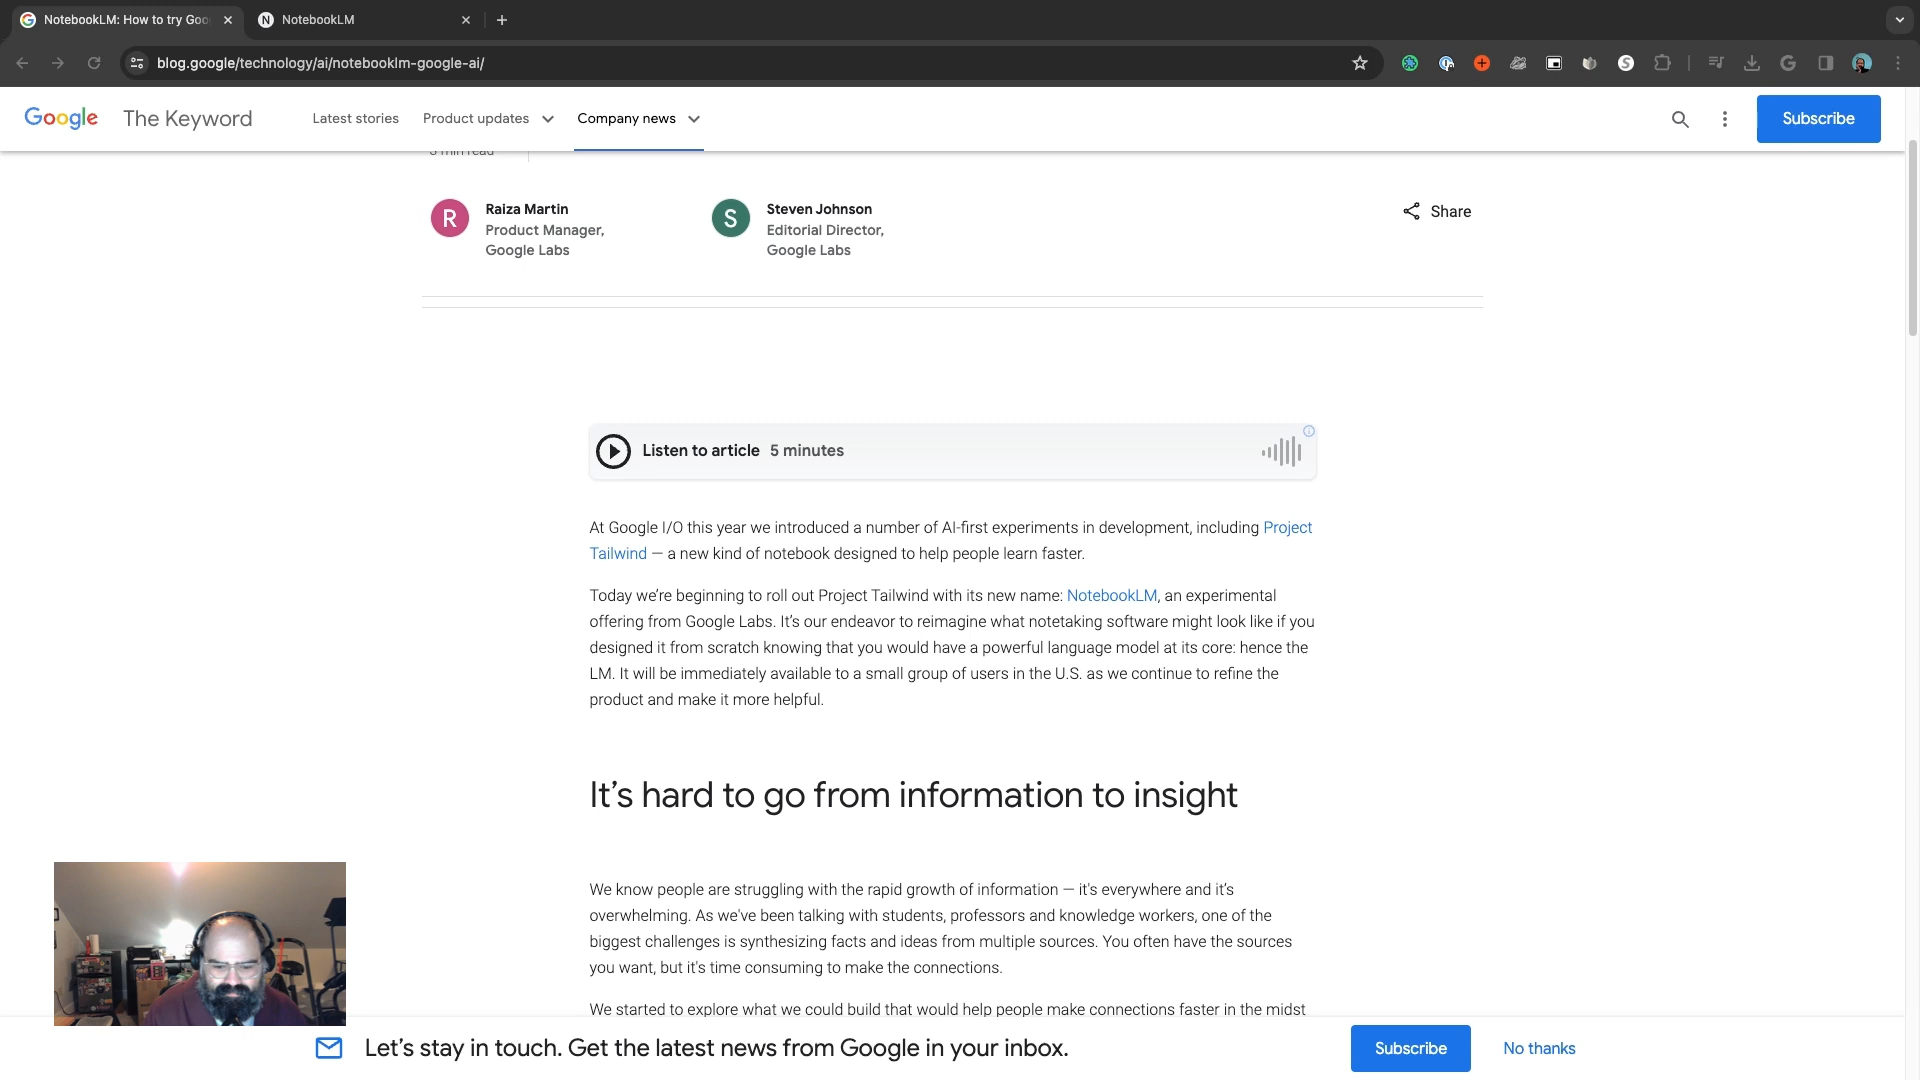 NotebookLM: How to try Goo
NotebookLM
blog.google/technology/ai/notebooklm-google-ai/
Google The Keyword
Latest stories
Product updates
Company news
Subscribe
5 min read
R
Raiza Martin
Product Manager,
Google Labs
S
Steven Johnson
Editorial Director,
Google Labs
Share
Listen to article 5 minutes
At Google I/O this year we introduced a number of AI-first experiments in development, including Project
Tailwind — a new kind of notebook designed to help people learn faster.
Today we’re beginning to roll out Project Tailwind with its new name: NotebookLM, an experimental
offering from Google Labs. It’s our endeavor to reimagine what notetaking software might look like if you
designed it from scratch knowing that you would have a powerful language model at its core: hence the
LM. It will be immediately available to a small group of users in the U.S. as we continue to refine the
product and make it more helpful.
It’s hard to go from information to insight
We know people are struggling with the rapid growth of information — it's everywhere and it’s
overwhelming. As we've been talking with students, professors and knowledge workers, one of the
biggest challenges is synthesizing facts and ideas from multiple sources. You often have the sources
you want, but it's time consuming to make the connections.
We started to explore what we could build that would help people make connections faster in the midst
Let’s stay in touch. Get the latest news from Google in your inbox.
Subscribe
No thanks